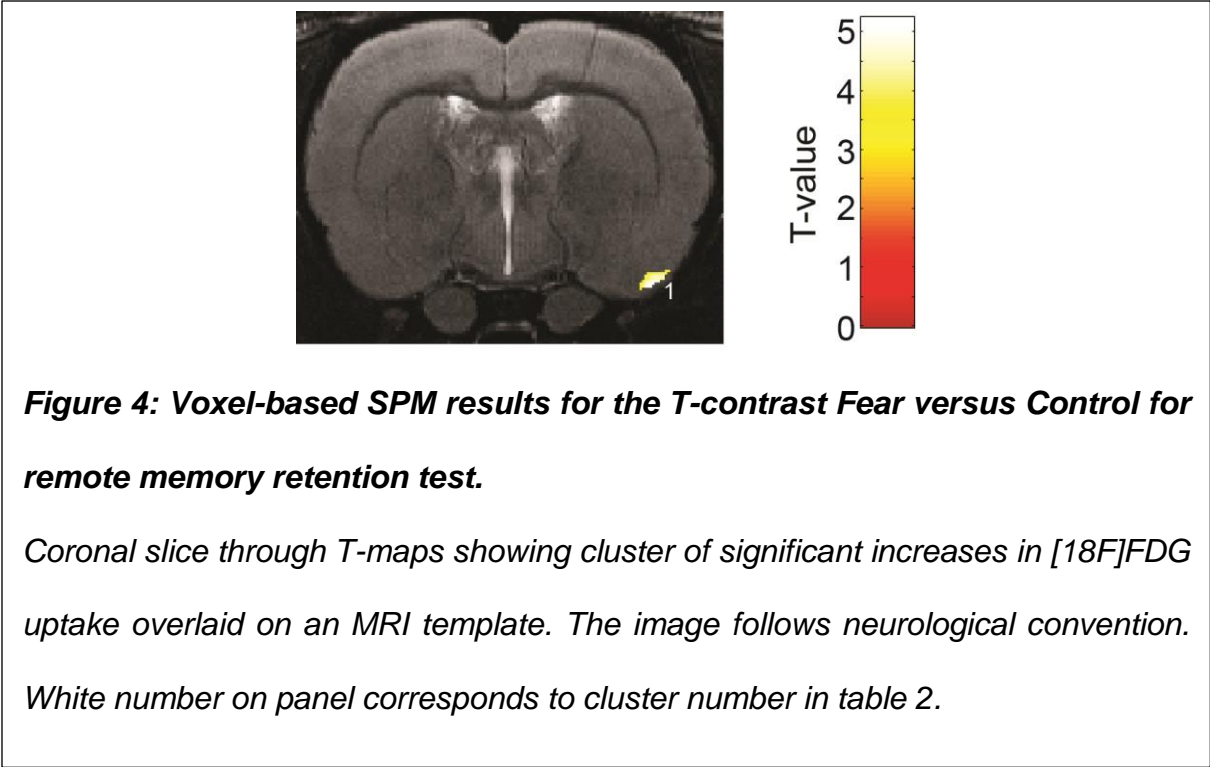 5
4
3
2
1
0
T-value
1
Figure 4: Voxel-based SPM results for the T-contrast Fear versus Control for
remote memory retention test.
Coronal slice through T-maps showing cluster of significant increases in [18F]FDG
uptake overlaid on an MRI template. The image follows neurological convention.
White number on panel corresponds to cluster number in table 2.